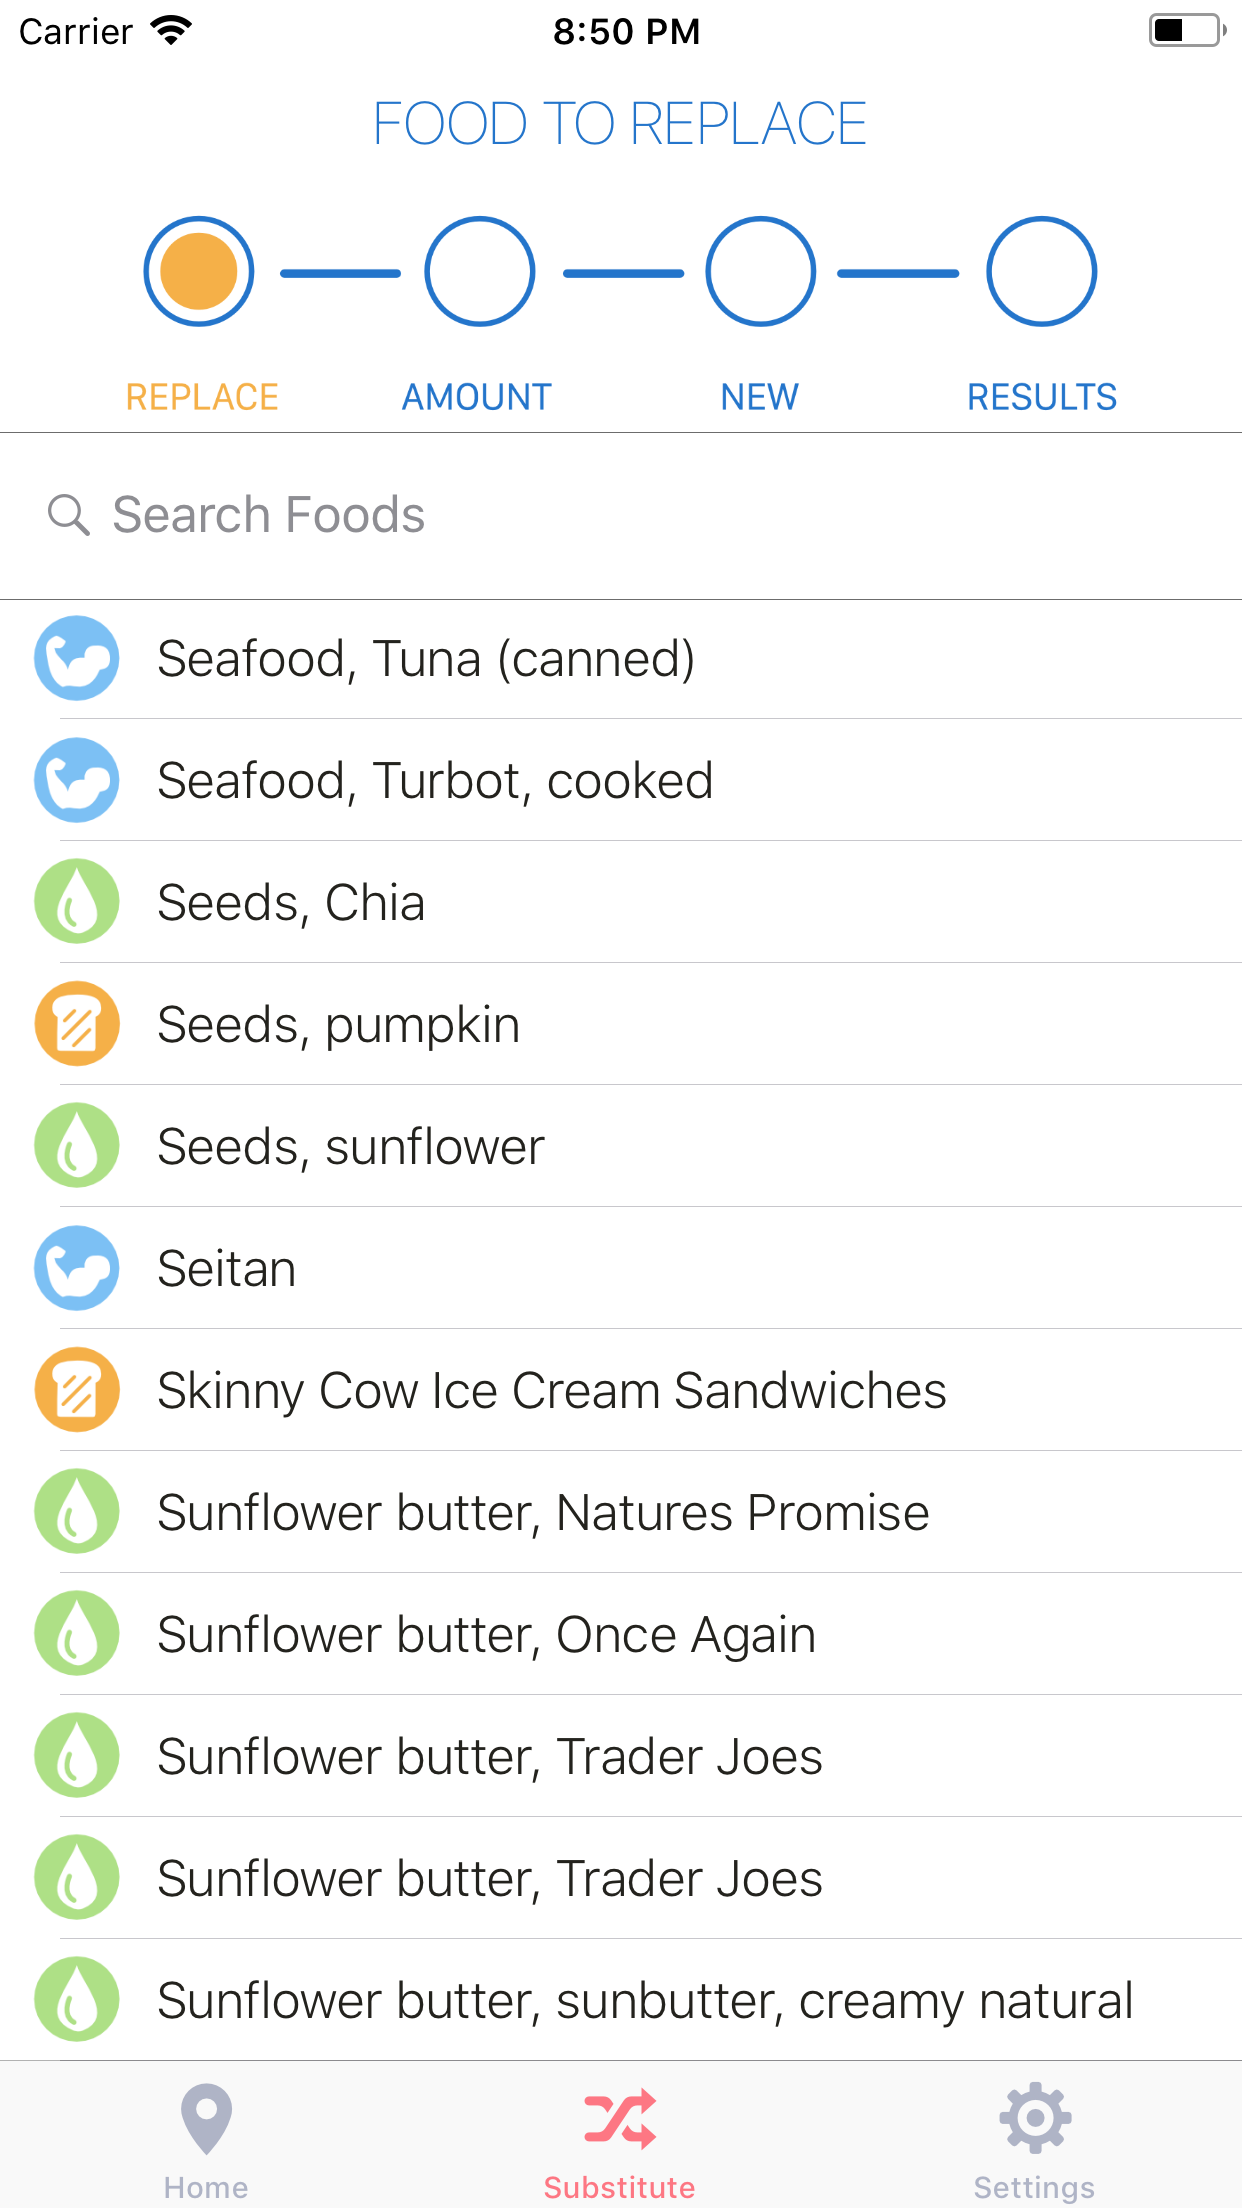 Carrier 8:50 PM
FOOD TO REPLACE
REPLACE AMOUNT NEW RESULTS
Search Foods
Seafood, Tuna (canned)
Seafood, Turbot, cooked
Seeds, Chia
Seeds, pumpkin
Seeds, sunflower
Seitan
Skinny Cow Ice Cream Sandwiches
Sunflower butter, Natures Promise
Sunflower butter, Once Again
Sunflower butter, Trader Joes
Sunflower butter, Trader Joes
Sunflower butter, sunbutter, creamy natural
Home Substitute Settings